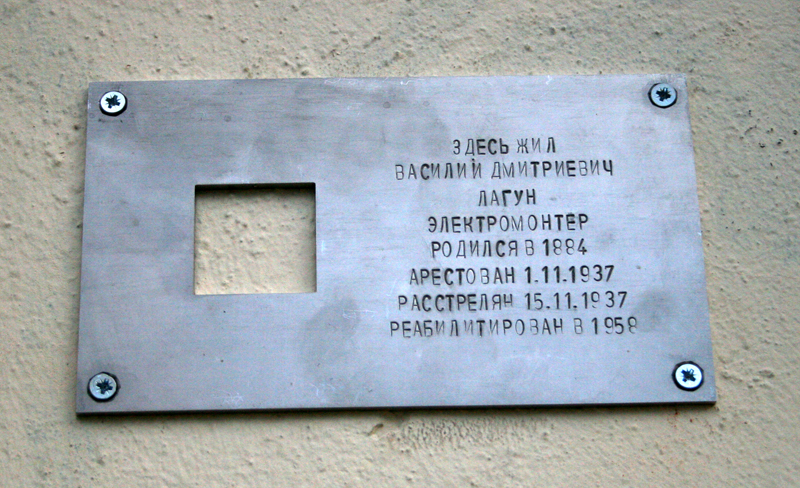 ЗДЕСЬ ЖИЛ
ВАСИЛИЙ ДМИТРИЕВИЧ
ЛАГУН
ЭЛЕКТРОМОНТЕР
РОДИЛСЯ В 1884
АРЕСТОВАН 1.11.1937
РАССТРЕЛЯН 15.11.1937
РЕАБИЛИТИРОВАН В 1958